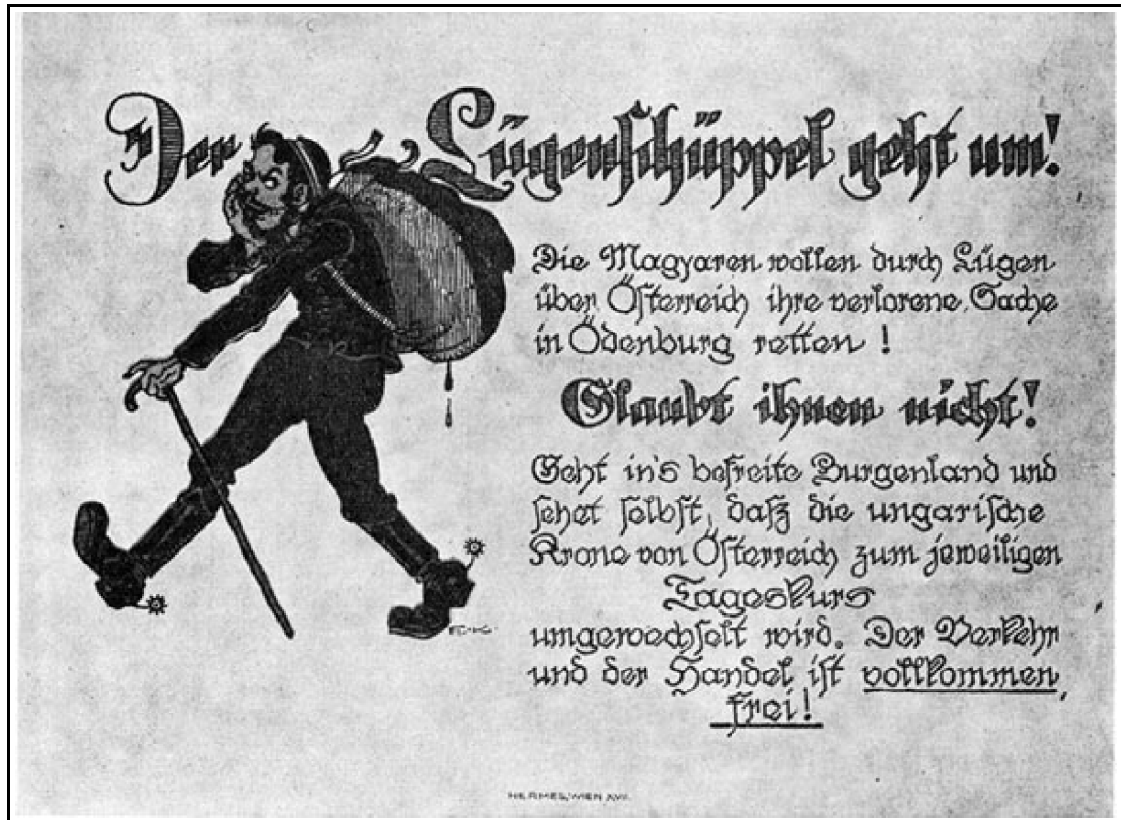 Der Lügenschüppel geht um!
Die Magyaren wollen durch Lügen
über Österreich ihre verlorene Sache
in Ödenburg retten !
Glaubt ihnen nicht!
Geht in's befreite Burgenland und
sehet selbst, daß die ungarische
Krone von Österreich zum jeweiligen
Tageskurs
umgewechselt wird. Der Verkehr
und der Handel ist vollkommen
frei!
HERMES, WIEN XVI.